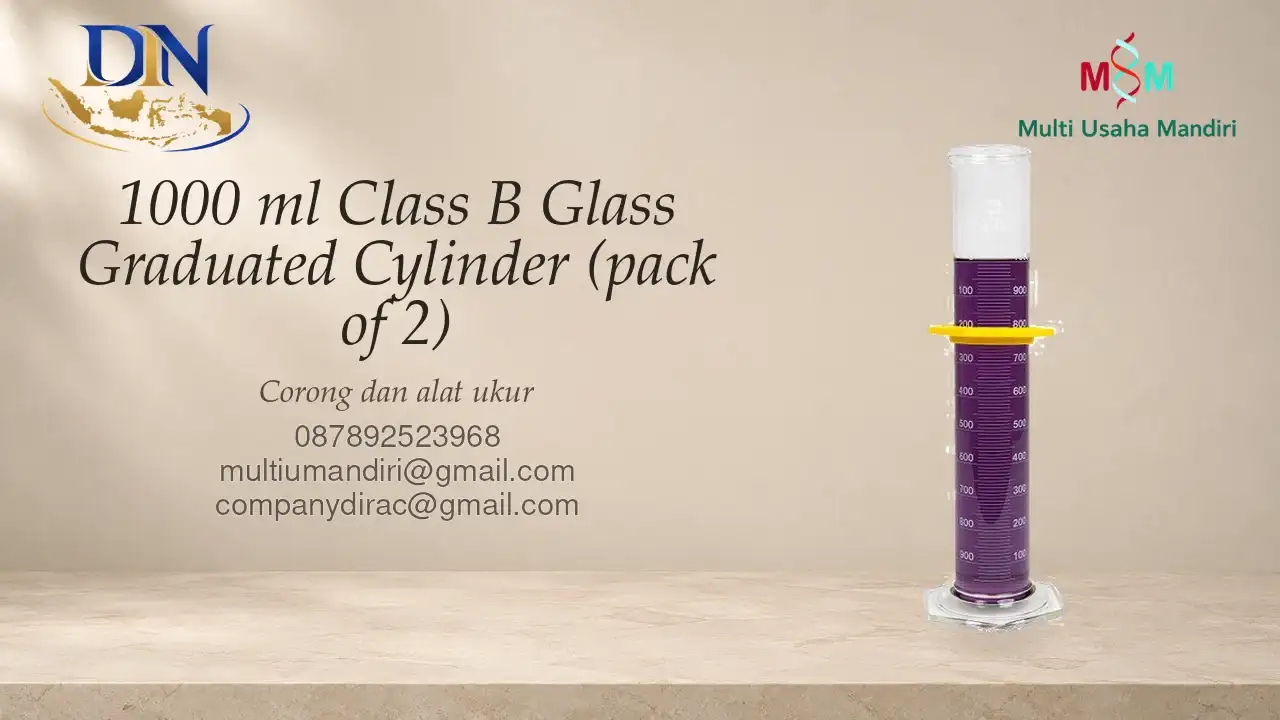 DN
M M
Multi Usaha Mandiri
1000 ml Class B Glass
Graduated Cylinder (pack
of 2)
Corong dan alat ukur
087892523968
multiumandiri@gmail.com
companydirac@gmail.com
100 900
200 800
300 700
400 600
500 500
600 400
700 300
800 200
900 100